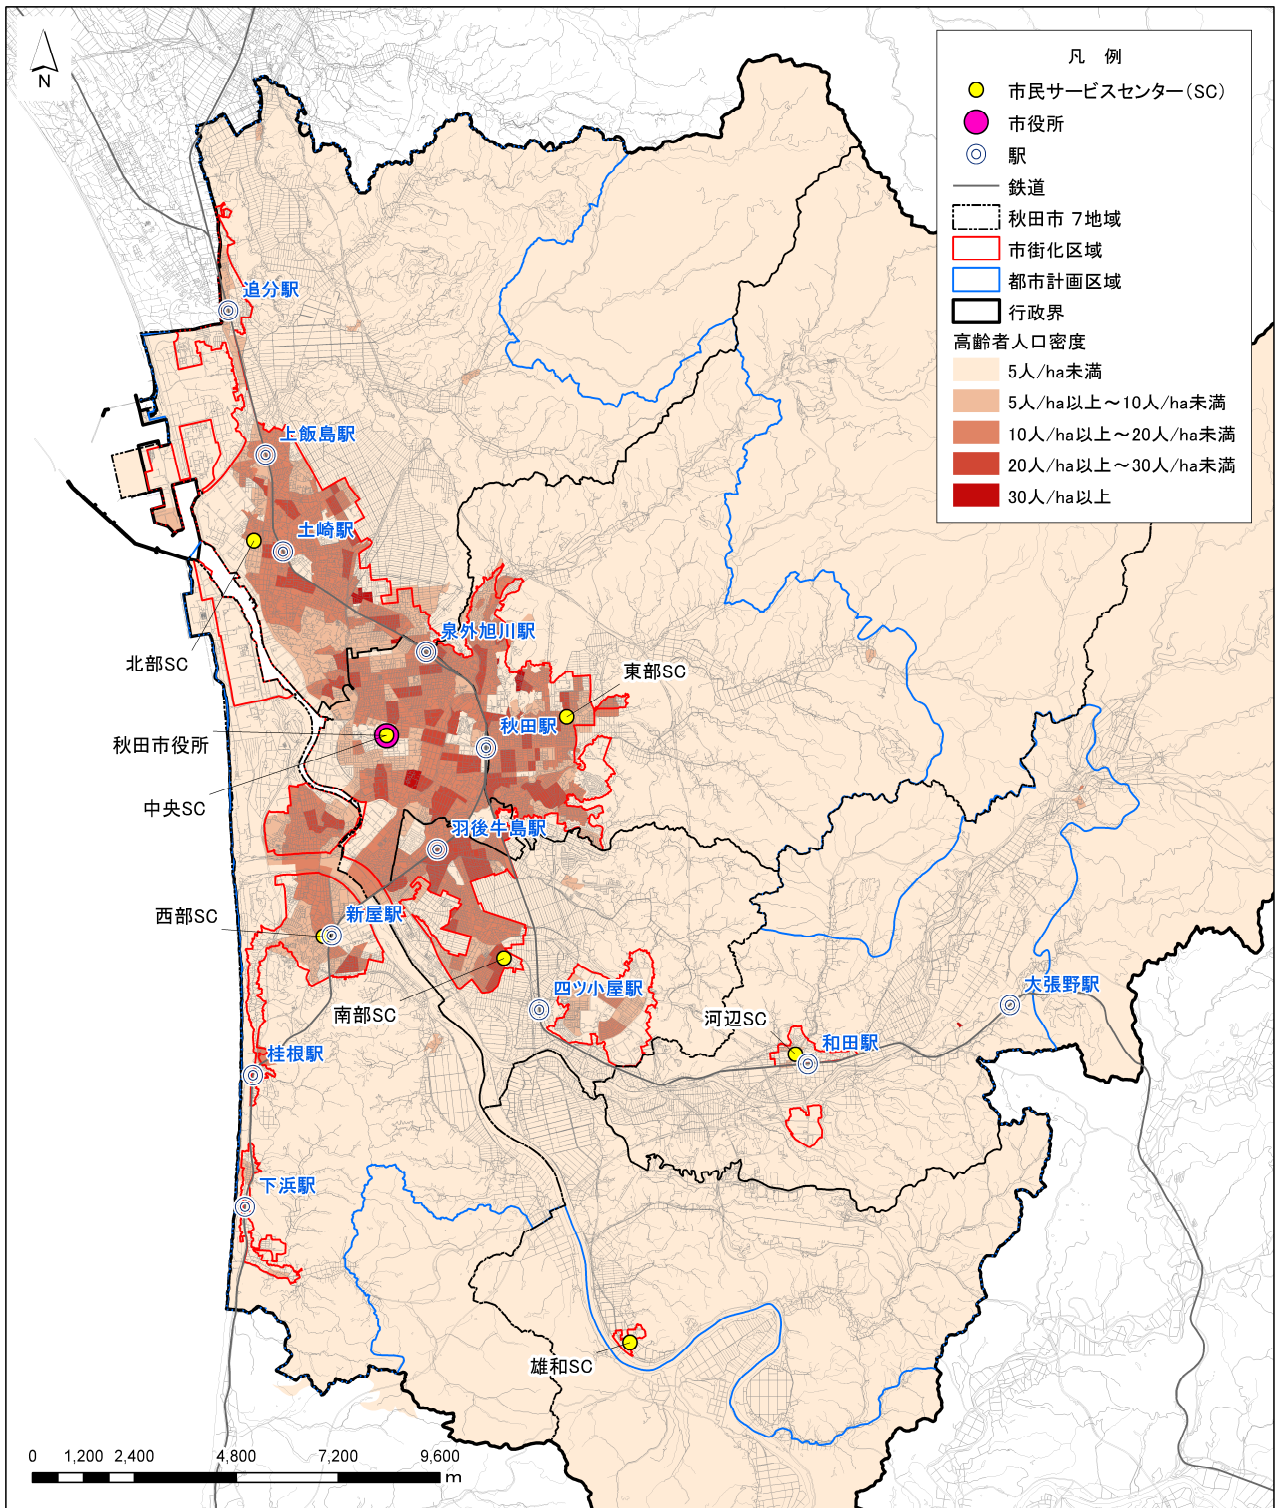 N
凡 例
市民サービスセンター(SC)
市役所
駅
鉄道
秋田市 7地域
市街化区域
都市計画区域
行政界
高齢者人口密度
5人/ha未満
5人/ha以上～10人/ha未満
10人/ha以上～20人/ha未満
20人/ha以上～30人/ha未満
30人/ha以上
追分駅
上飯島駅
土崎駅
泉外旭川駅
北部SC
東部SC
秋田駅
秋田市役所
中央SC
羽後牛島駅
西部SC
新屋駅
南部SC
四ツ小屋駅
大張野駅
河辺SC
和田駅
桂根駅
下浜駅
雄和SC
0 1,200 2,400 4,800 7,200 9,600
m